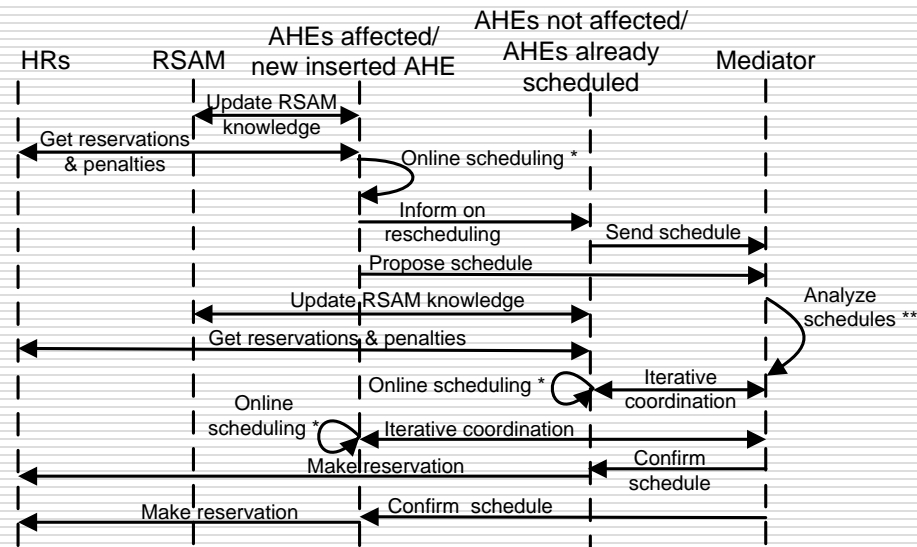 HRs
RSAM
AHEs affected/
new inserted AHE
AHEs not affected/
AHEs already
scheduled
Mediator
Update RSAM
knowledge
Get reservations
& penalties
Online scheduling *
Inform on
rescheduling
Send schedule
Propose schedule
Update RSAM knowledge
Analyze
schedules **
Get reservations & penalties
Online scheduling *
Iterative
coordination
Online
scheduling *
Iterative coordination
Make reservation
Confirm
schedule
Make reservation
Confirm schedule